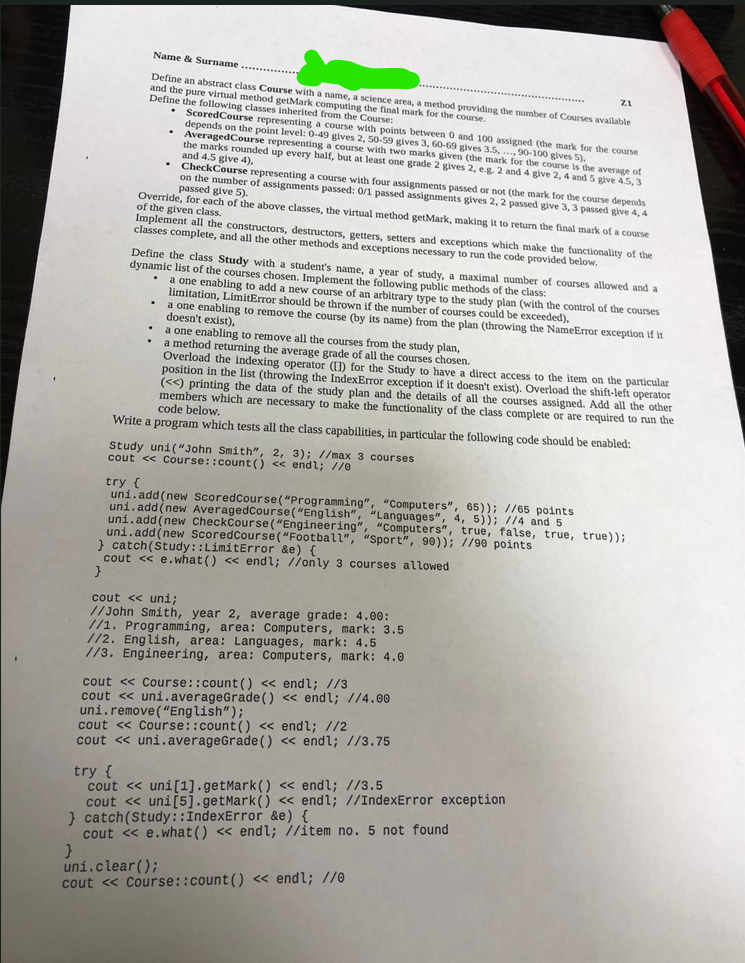 Name & Surname ..............
Z1
Define an abstract class Course with a name, a science area, a method providing the number of Courses available
and the pure virtual method getMark computing the final mark for the course.
Define the following classes inherited from the Course:
• ScoredCourse representing a course with points between 0 and 100 assigned (the mark for the course
depends on the point level: 0-49 gives 2, 50-59 gives 3, 60-69 gives 3.5, ..., 90-100 gives 5),
• AveragedCourse representing a course with two marks given (the mark for the course is the average of
the marks rounded up every half, but at least one grade 2 gives 2, e.g. 2 and 4 give 2, 4 and 5 give 4.5, 3
and 4.5 give 4),
• CheckCourse representing a course with four assignments passed or not (the mark for the course depends
on the number of assignments passed: 0/1 passed assignments gives 2, 2 passed give 3, 3 passed give 4, 4
passed give 5).
Override, for each of the above classes, the virtual method getMark, making it to return the final mark of a course
of the given class.
Implement all the constructors, destructors, getters, setters and exceptions which make the functionality of the
classes complete, and all the other methods and exceptions necessary to run the code provided below.
Define the class Study with a student's name, a year of study, a maximal number of courses allowed and a
dynamic list of the courses chosen. Implement the following public methods of the class:
• a one enabling to add a new course of an arbitrary type to the study plan (with the control of the courses
limitation, LimitError should be thrown if the number of courses could be exceeded),
• a one enabling to remove the course (by its name) from the plan (throwing the NameError exception if it
doesn't exist),
• a one enabling to remove all the courses from the study plan,
• a method returning the average grade of all the courses chosen.
Overload the indexing operator ([]) for the Study to have a direct access to the item on the particular
position in the list (throwing the IndexError exception if it doesn't exist). Overload the shift-left operator
(<<) printing the data of the study plan and the details of all the courses assigned. Add all the other
members which are necessary to make the functionality of the class complete or are required to run the
code below.
Write a program which tests all the class capabilities, in particular the following code should be enabled:
Study uni(“John Smith”, 2, 3); //max 3 courses
cout << Course::count() << endl; //0
try {
uni.add(new ScoredCourse(“Programming”, “Computers”, 65)); //65 points
uni.add(new AveragedCourse(“English”, “Languages”, 4, 5)); //4 and 5
uni.add(new CheckCourse(“Engineering”, “Computers”, true, false, true, true));
uni.add(new ScoredCourse(“Football”, “Sport”, 90)); //90 points
} catch(Study::LimitError &e) {
cout << e.what() << endl; //only 3 courses allowed
}
cout << uni;
//John Smith, year 2, average grade: 4.00:
//1. Programming, area: Computers, mark: 3.5
//2. English, area: Languages, mark: 4.5
//3. Engineering, area: Computers, mark: 4.0
cout << Course::count() << endl; //3
cout << uni.averageGrade() << endl; //4.00
uni.remove(“English”);
cout << Course::count() << endl; //2
cout << uni.averageGrade() << endl; //3.75
try {
cout << uni[1].getMark() << endl; //3.5
cout << uni[5].getMark() << endl; //IndexError exception
} catch(Study::IndexError &e) {
cout << e.what() << endl; //item no. 5 not found
}
uni.clear();
cout << Course::count() << endl; //0